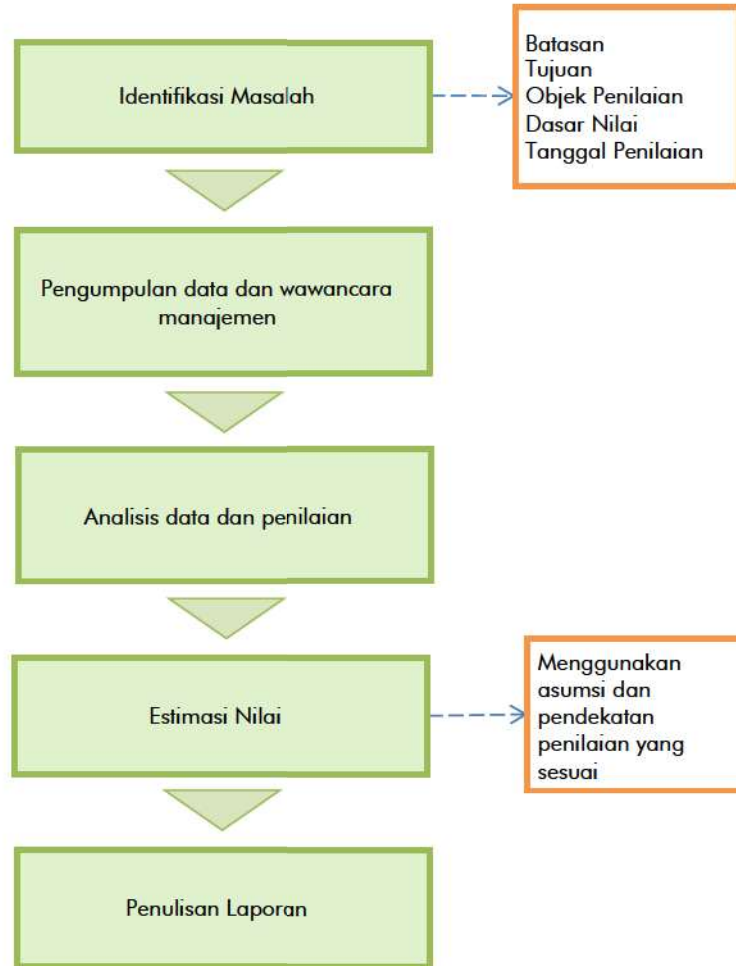 Identifikasi Masalah
Batasan
Tujuan
Objek Penilaian
Dasar Nilai
Tanggal Penilaian
Pengumpulan data dan wawancara
manajemen
Analisis data dan penilaian
Estimasi Nilai
Menggunakan
asumsi dan
pendekatan
penilaian yang
sesuai
Penulisan Laporan